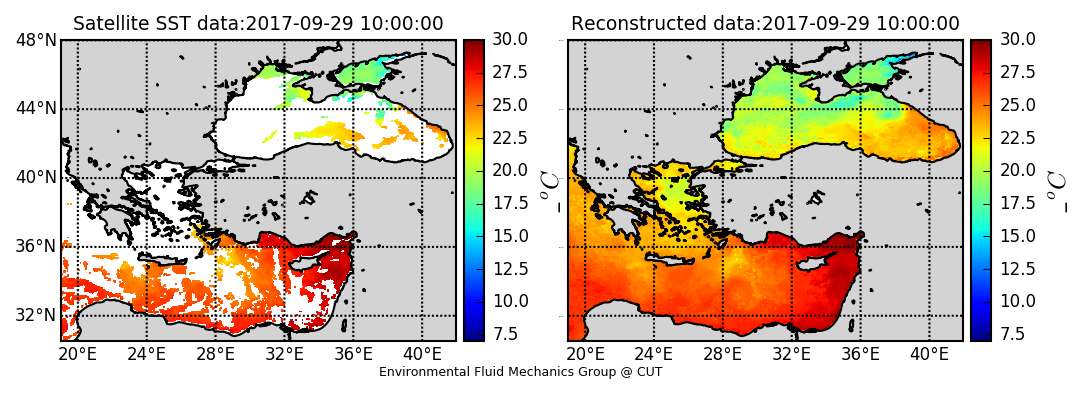 Satellite SST data:2017-09-29 10:00:00
48°N
44°N
40°N
36°N
32°N
20°E 24°E 28°E 32°E 36°E 40°E
30.0
27.5
25.0
22.5
20.0
17.5
15.0
12.5
10.0
7.5
°C
Reconstructed data:2017-09-29 10:00:00
20°E 24°E 28°E 32°E 36°E 40°E
30.0
27.5
25.0
22.5
20.0
17.5
15.0
12.5
10.0
7.5
°C
Environmental Fluid Mechanics Group @ CUT